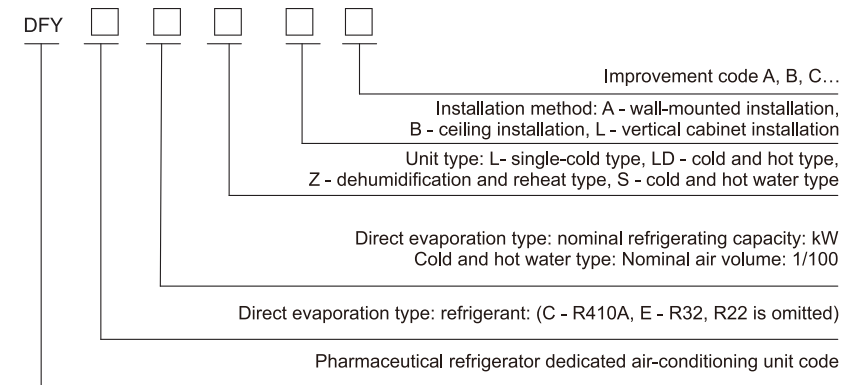 DFY
Improvement code A, B, C...
Installation method: A - wall-mounted installation,
B - ceiling installation, L - vertical cabinet installation
Unit type: L- single-cold type, LD - cold and hot type,
Z - dehumidification and reheat type, S - cold and hot water type
Direct evaporation type: nominal refrigerating capacity: kW
Cold and hot water type: Nominal air volume: 1/100
Direct evaporation type: refrigerant: (C - R410A, E - R32, R22 is omitted)
Pharmaceutical refrigerator dedicated air-conditioning unit code